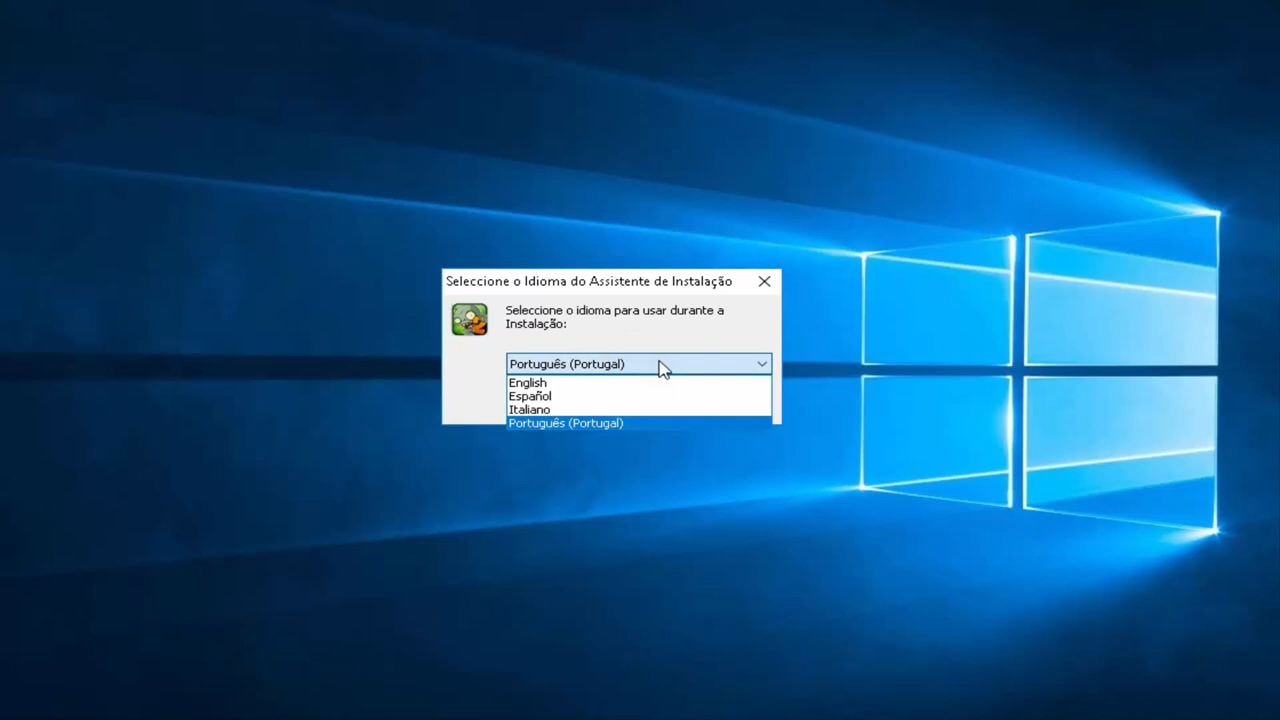 Seleccione o Idioma do Assistente de Instalação
Seleccione o idioma para usar durante a
Instalação:
Português (Portugal)
English
Español
Italiano
Português (Portugal)